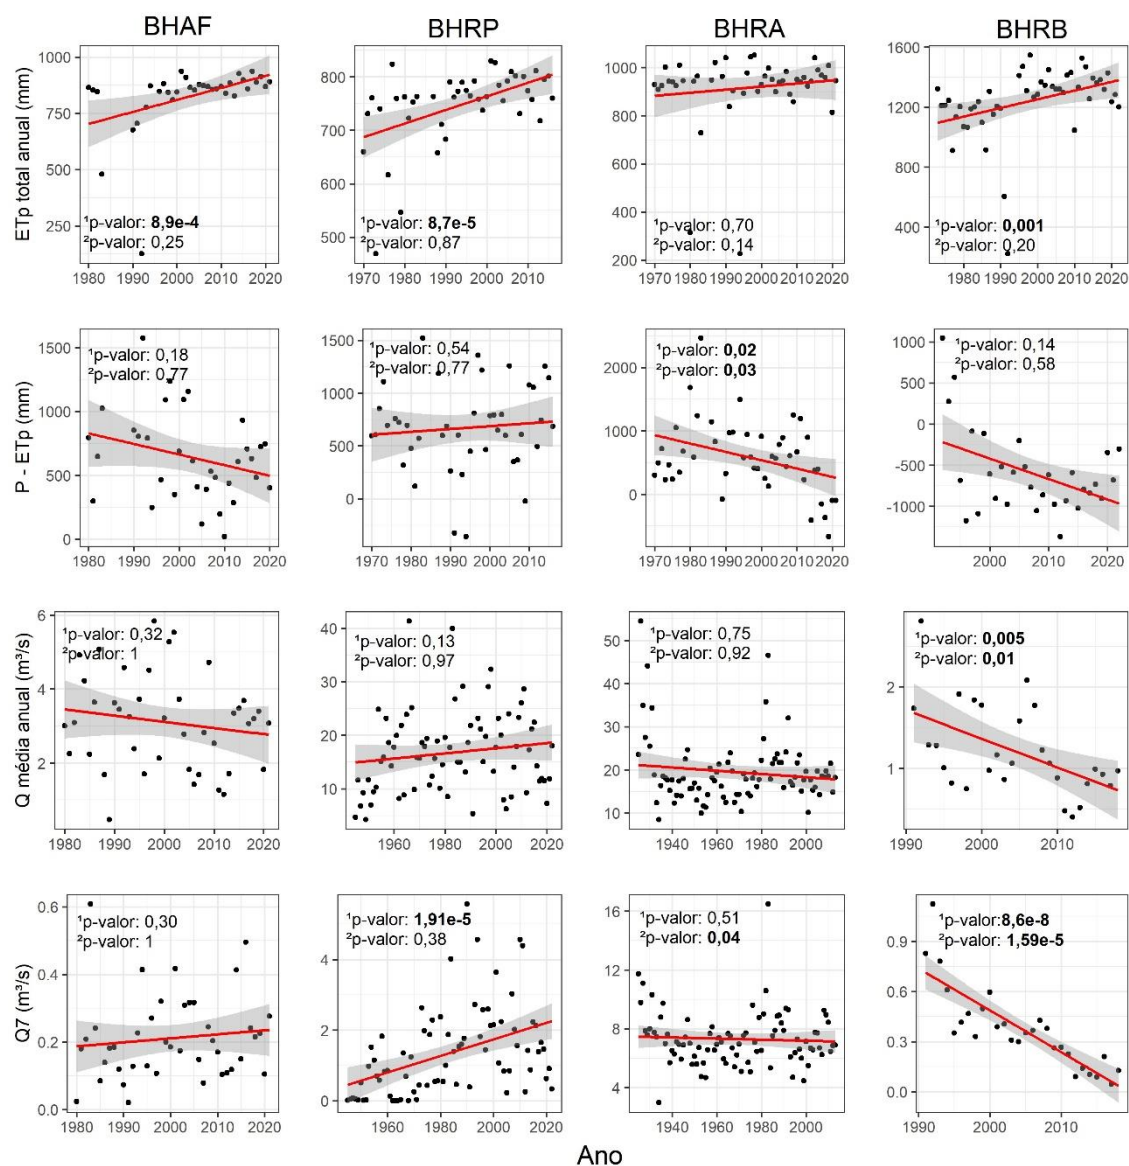 BHAF BHRP BHRA BHRB
ETp total anual (mm)
1000
750
500
250
¹p-valor: 8,9e-4
²p-valor: 0,25
1980 1990 2000 2010 2020
800
700
600
500
¹p-valor: 8,7e-5
²p-valor: 0,87
1970 1980 1990 2000 2010
1000
800
600
400
200
¹p-valor: 0,70
²p-valor: 0,14
1970 1980 1990 2000 2010 2020
1600
1200
800
400
¹p-valor: 0,001
²p-valor: 0,20
1980 1990 2000 2010 2020
P - ETp (mm)
1500
1000
500
0
¹p-valor: 0,18
²p-valor: 0,77
1980 1990 2000 2010 2020
1500
1000
500
0
¹p-valor: 0,54
²p-valor: 0,77
1970 1980 1990 2000 2010
2000
1000
0
¹p-valor: 0,02
²p-valor: 0,03
1970 1980 1990 2000 2010 2020
1000
500
0
-500
-1000
¹p-valor: 0,14
²p-valor: 0,58
2000 2010 2020
Q média anual (m³/s)
6
4
2
¹p-valor: 0,32
²p-valor: 1
1980 1990 2000 2010 2020
40
30
20
10
¹p-valor: 0,13
²p-valor: 0,97
1960 1980 2000 2020
50
40
30
20
10
¹p-valor: 0,75
²p-valor: 0,92
1940 1960 1980 2000
2
1
¹p-valor: 0,005
²p-valor: 0,01
1990 2000 2010
Q7 (m³/s)
0.6
0.4
0.2
0.0
¹p-valor: 0,30
²p-valor: 1
1980 1990 2000 2010 2020
4
2
0
¹p-valor: 1,91e-5
²p-valor: 0,38
1960 1980 2000 2020
16
12
8
4
¹p-valor: 0,51
²p-valor: 0,04
1940 1960 1980 2000
0.9
0.6
0.3
0.0
¹p-valor:8,6e-8
²p-valor: 1,59e-5
1990 2000 2010
Ano